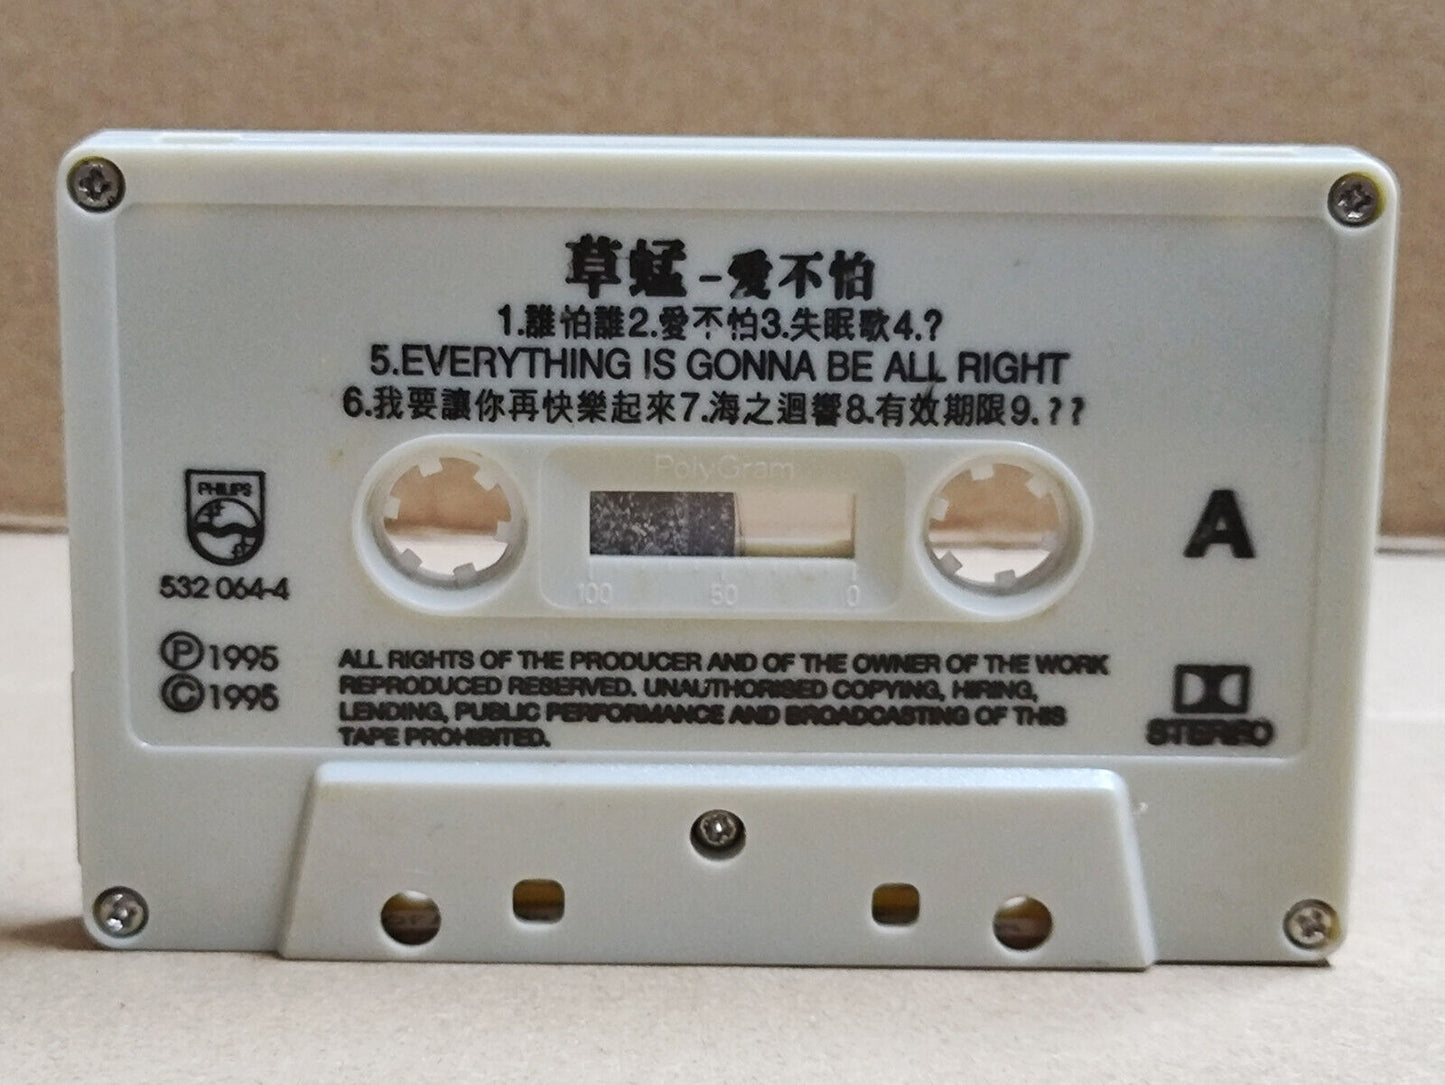 草蜢-愛不怕
1.誰怕誰2.愛不怕3.失眠歌4.?
5.EVERYTHING IS GONNA BE ALL RIGHT
6.我要讓你再快樂起來7.海之迴響8.有效期限9.??
PolyGram
PHILIPS
A
100 50 0
532 064-4
Ⓟ1995
©1995
ALL RIGHTS OF THE PRODUCER AND OF THE OWNER OF THE WORK
REPRODUCED RESERVED. UNAUTHORISED COPYING, HIRING,
LENDING, PUBLIC PERFORMANCE AND BROADCASTING OF THIS
TAPE PROHIBITED.
STEREO